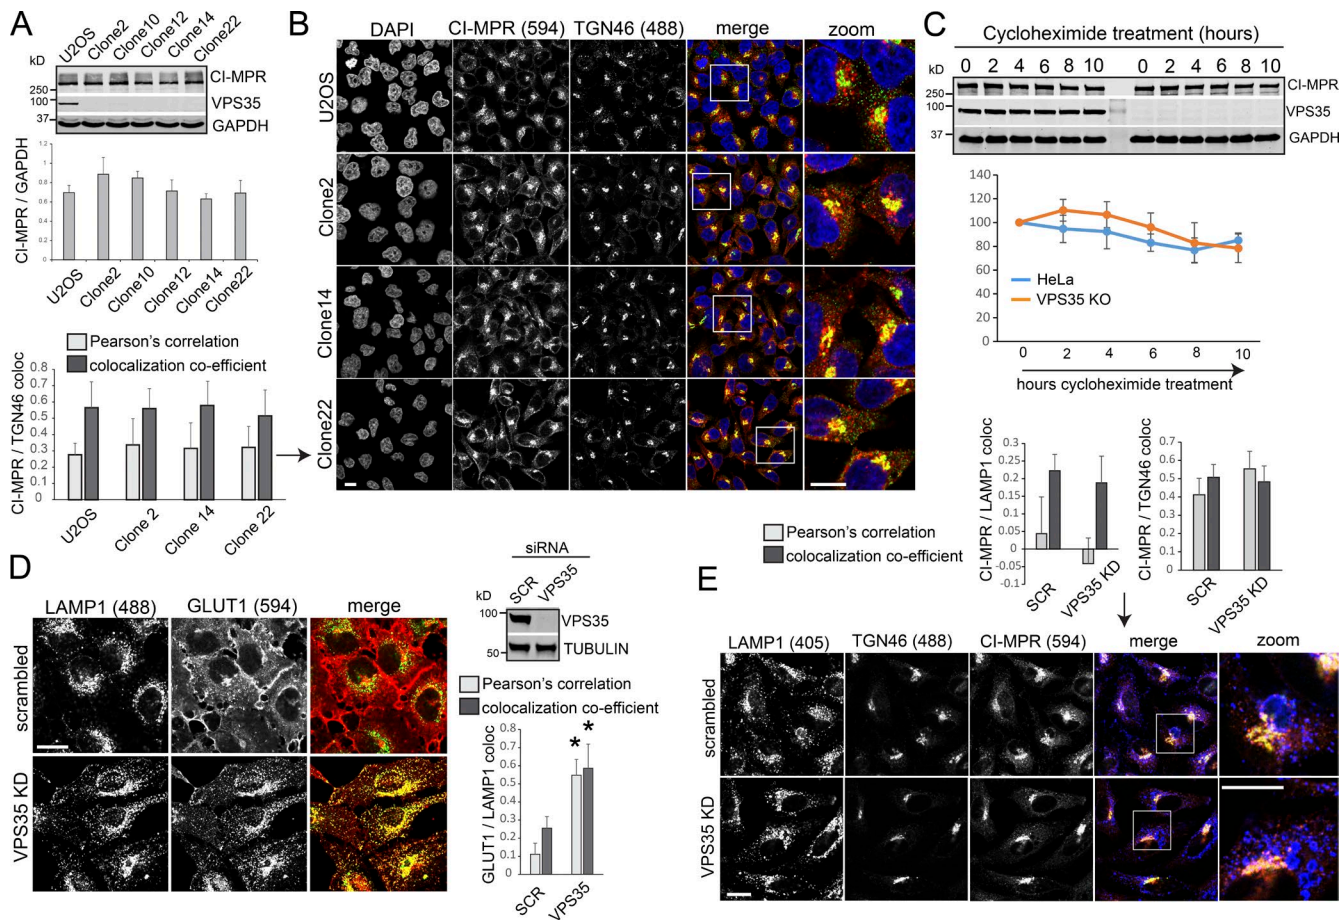 A
U2OS
Clone2
Clone10
Clone12
Clone14
Clone22
kD
CI-MPR
250
100
VPS35
37
GAPDH
CI-MPR / GAPDH
1.2
1
0.8
0.6
0.4
0.2
0
U2OS
Clone2
Clone10
Clone12
Clone14
Clone22
Pearson's correlation
colocalization co-efficient
CI-MPR / TGN46 coloc
0.8
0.7
0.6
0.5
0.4
0.3
0.2
0.1
0
U2OS
Clone 2
Clone 14
Clone 22
B
DAPI
CI-MPR (594)
TGN46 (488)
merge
zoom
U2OS
Clone2
Clone14
Clone22
C
Cycloheximide treatment (hours)
kD
0 2 4 6 8 10
0 2 4 6 8 10
CI-MPR
250
100
VPS35
37
GAPDH
140
120
100
80
60
40
20
0
HeLa
VPS35 KO
0 2 4 6 8 10
hours cycloheximide treatment
CI-MPR / LAMP1 coloc
0.3
0.25
0.2
0.15
0.1
0.05
0
-0.05
0.1
SCR
VPS35 KD
CI-MPR / TGN46 coloc
0.7
0.6
0.5
0.4
0.3
0.2
0.1
0
SCR
VPS35 KD
Pearson's correlation
colocalization co-efficient
D
LAMP1 (488)
GLUT1 (594)
merge
scrambled
VPS35 KD
siRNA
SCR
VPS35
kD
100
VPS35
50
TUBULIN
Pearson's correlation
colocalization co-efficient
GLUT1 / LAMP1 coloc
0.8
0.7
0.6
0.5
0.4
0.3
0.2
0.1
* *
SCR
VPS35
E
LAMP1 (405)
TGN46 (488)
CI-MPR (594)
merge
zoom
scrambled
VPS35 KD